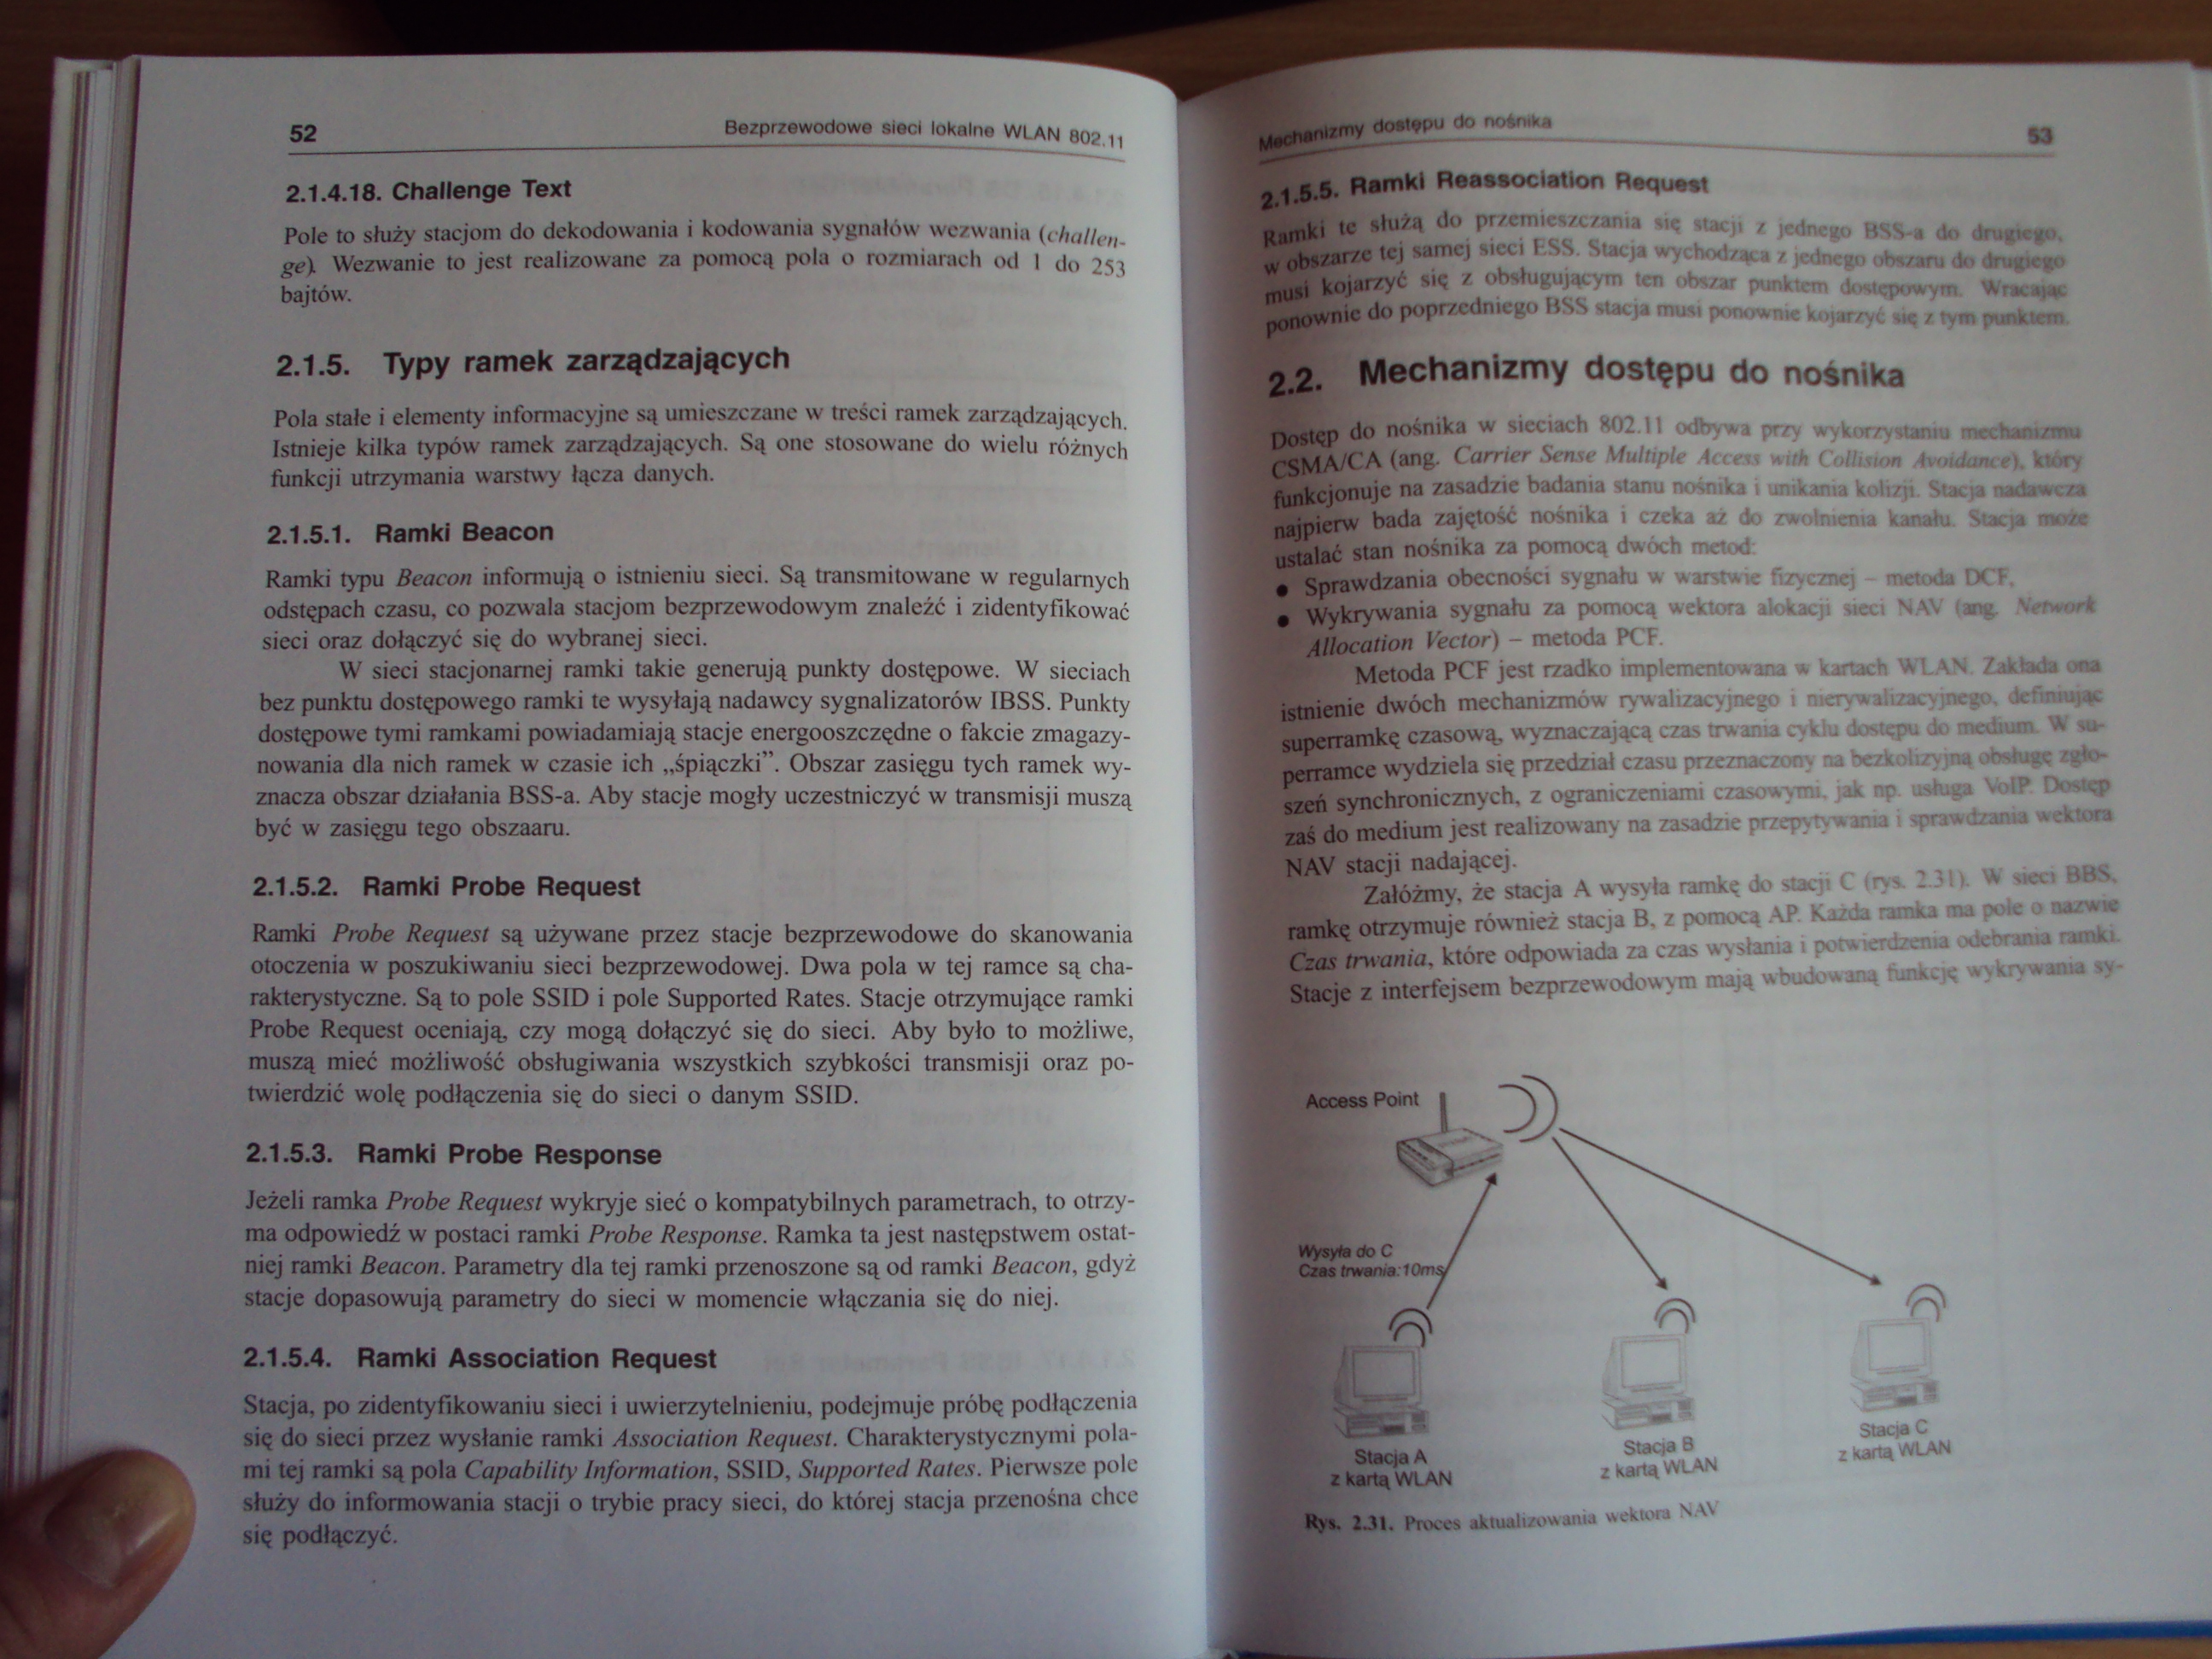 52
Bezprzewodowe sieci lokalne WLAN 802.11
2.1.4.18. Challenge Text
Pole to służy stacjom do dekodowania i kodowania sygnałów wezwania (challen-
ge). Wezwanie to jest realizowane za pomocą pola o rozmiarach od 1 do 253
bajtów.
2.1.5. Typy ramek zarządzających
Pola stałe i elementy informacyjne są umieszczane w treści ramek zarządzających.
Istnieje kilka typów ramek zarządzających. Są one stosowane do wielu różnych
funkcji utrzymania warstwy łącza danych.
2.1.5.1. Ramki Beacon
Ramki typu Beacon informują o istnieniu sieci. Są transmitowane w regularnych
odstępach czasu, co pozwala stacjom bezprzewodowym znaleźć i zidentyfikować
sieci oraz dołączyć się do wybranej sieci.
W sieci stacjonarnej ramki takie generują punkty dostępowe. W sieciach
bez punktu dostępowego ramki te wysyłają nadawcy sygnalizatorów IBSS. Punkty
dostępowe tymi ramkami powiadamiają stacje energooszczędne o fakcie zmagazy-
nowania dla nich ramek w czasie ich „śpiączki”. Obszar zasięgu tych ramek wy-
znacza obszar działania BSS-a. Aby stacje mogły uczestniczyć w transmisji muszą
być w zasięgu tego obszaaru.
2.1.5.2. Ramki Probe Request
Ramki Probe Request są używane przez stacje bezprzewodowe do skanowania
otoczenia w poszukiwaniu sieci bezprzewodowej. Dwa pola w tej ramce są cha-
rakterystyczne. Są to pole SSID i pole Supported Rates. Stacje otrzymujące ramki
Probe Request oceniają, czy mogą dołączyć się do sieci. Aby było to możliwe,
muszą mieć możliwość obsługiwania wszystkich szybkości transmisji oraz po-
twierdzić wolę podłączenia się do sieci o danym SSID.
2.1.5.3. Ramki Probe Response
Jeżeli ramka Probe Request wykryje sieć o kompatybilnych parametrach, to otrzy-
ma odpowiedź w postaci ramki Probe Response. Ramka ta jest następstwem ostat-
niej ramki Beacon. Parametry dla tej ramki przenoszone są od ramki Beacon, gdyż
stacje dopasowują parametry do sieci w momencie włączania się do niej.
2.1.5.4. Ramki Association Request
Stacja, po zidentyfikowaniu sieci i uwierzytelnieniu, podejmuje próbę podłączenia
się do sieci przez wysłanie ramki Association Request. Charakterystycznymi pola-
mi tej ramki są pola Capability Information, SSID, Supported Rates. Pierwsze pole
służy do informowania stacji o trybie pracy sieci, do której stacja przenośna chce
się podłączyć.
Mechanizmy dostępu do nośnika
53
2.1.5.5. Ramki Reassociation Request
Ramki te służą do przemieszczania się stacji z jednego BSS-a do drugiego,
w obszarze tej samej sieci ESS. Stacja wychodząca z jednego obszaru do drugiego
musi kojarzyć się z obsługującym ten obszar punktem dostępowym. Wracając
ponownie do poprzedniego BSS stacja musi ponownie kojarzyć się z tym punktem.
2.2. Mechanizmy dostępu do nośnika
Dostęp do nośnika w sieciach 802.11 odbywa przy wykorzystaniu mechanizmu
CSMA/CA (ang. Carrier Sense Multiple Access with Collision Avoidance), który
funkcjonuje na zasadzie badania stanu nośnika i unikania kolizji. Stacja nadawcza
najpierw bada zajętość nośnika i czeka aż do zwolnienia kanału. Stacja może
ustalać stan nośnika za pomocą dwóch metod:
● Sprawdzania obecności sygnału w warstwie fizycznej – metoda DCF,
● Wykrywania sygnału za pomocą wektora alokacji sieci NAV (ang. Network
Allocation Vector) – metoda PCF.
Metoda PCF jest rzadko implementowana w kartach WLAN. Zakłada ona
istnienie dwóch mechanizmów rywalizacyjnego i nierywalizacyjnego, definiując
superramkę czasową, wyznaczającą czas trwania cyklu dostępu do medium. W su-
perramce wydziela się przedział czasu przeznaczony na bezkolizyjną obsługę zgło-
szeń synchronicznych, z ograniczeniami czasowymi, jak np. usługa VoIP. Dostęp
zaś do medium jest realizowany na zasadzie przepytywania i sprawdzania wektora
NAV stacji nadającej.
Załóżmy, że stacja A wysyła ramkę do stacji C (rys. 2.31). W sieci BBS,
ramkę otrzymuje również stacja B, z pomocą AP. Każda ramka ma pole o nazwie
Czas trwania, które odpowiada za czas wysłania i potwierdzenia odebrania ramki.
Stacje z interfejsem bezprzewodowym mają wbudowaną funkcję wykrywania sy-
Access Point
Wysyła do C
Czas trwania:10ms
Stacja A
z kartą WLAN
Stacja B
z kartą WLAN
Stacja C
z kartą WLAN
Rys. 2.31. Proces aktualizowania wektora NAV